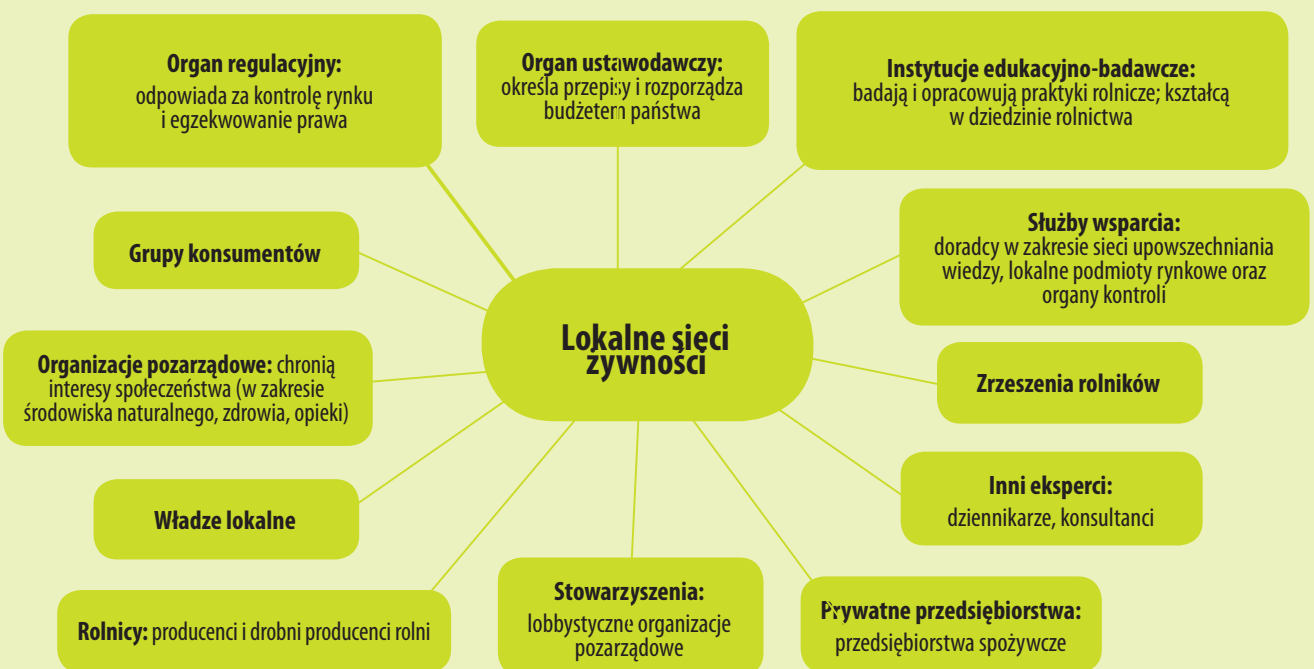 Organ regulacyjny:
odpowiada za kontrolę rynku
i egzekwowanie prawa
Organ ustawodawczy:
określa przepisy i rozporządza
budżetem państwa
Instytucje edukacyjno-badawcze:
badają i opracowują praktyki rolnicze; kształcą
w dziedzinie rolnictwa
Grupy konsumentów
Służby wsparcia:
doradcy w zakresie sieci upowszechniania
wiedzy, lokalne podmioty rynkowe oraz
organy kontroli
Lokalne sieci
żywności
Organizacje pozarządowe: chronią
interesy społeczeństwa (w zakresie
środowiska naturalnego, zdrowia, opieki)
Zrzeszenia rolników
Władze lokalne
Inni eksperci:
dziennikarze, konsultanci
Rolnicy: producenci i drobni producenci rolni
Stowarzyszenia:
lobbystyczne organizacje
pozarządowe
Prywatne przedsiębiorstwa:
przedsiębiorstwa spożywcze